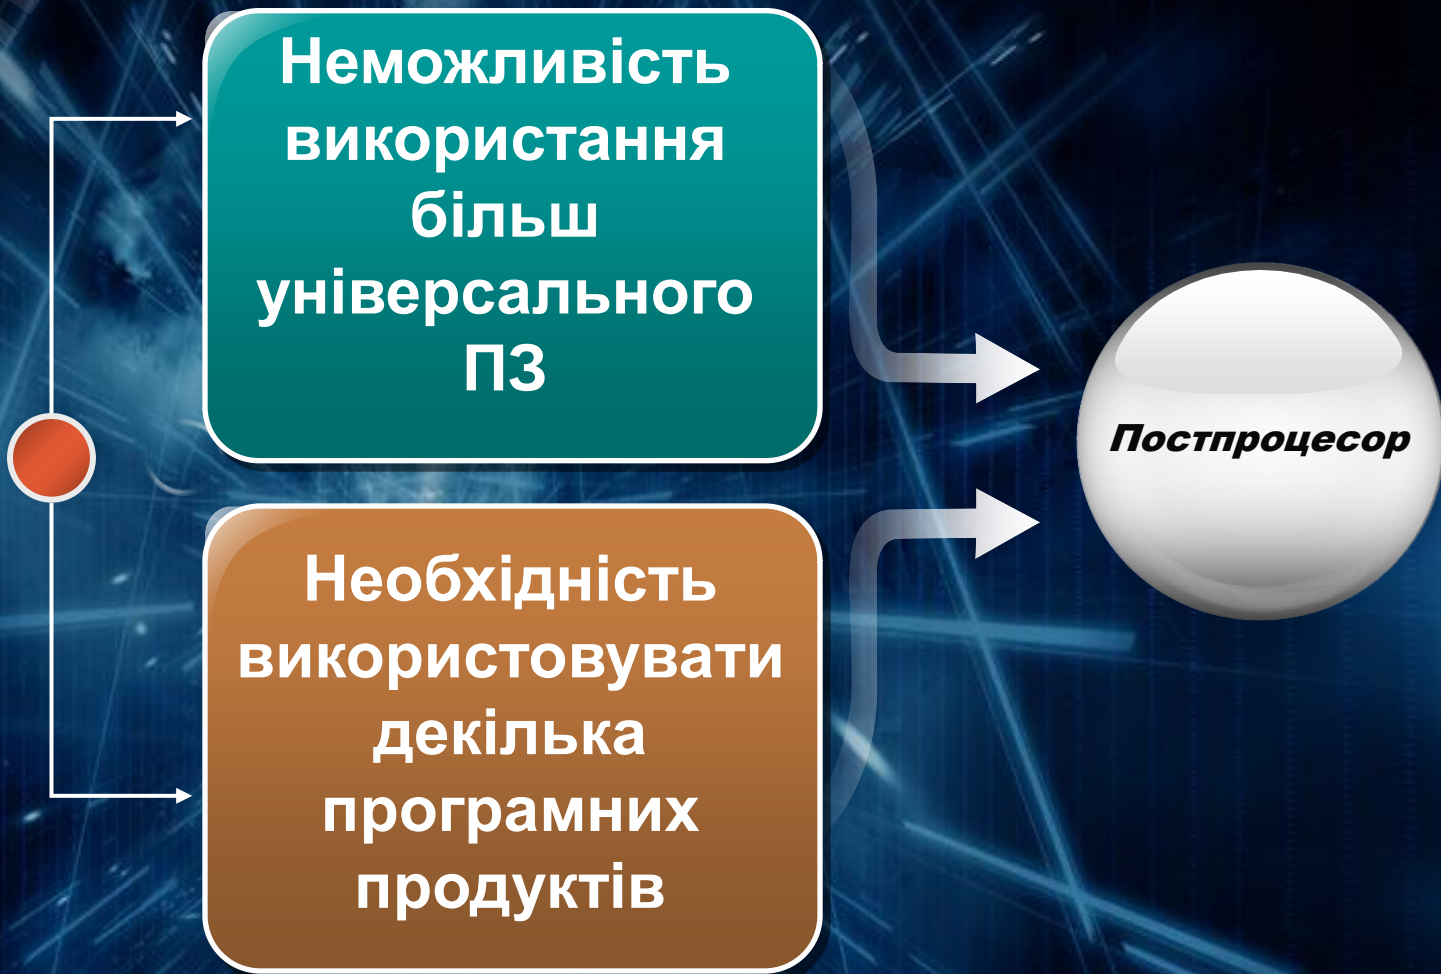 Неможливість
використання
більш
універсального
ПЗ
Необхідність
використовувати
декілька
програмних
продуктів
Постпроцесор